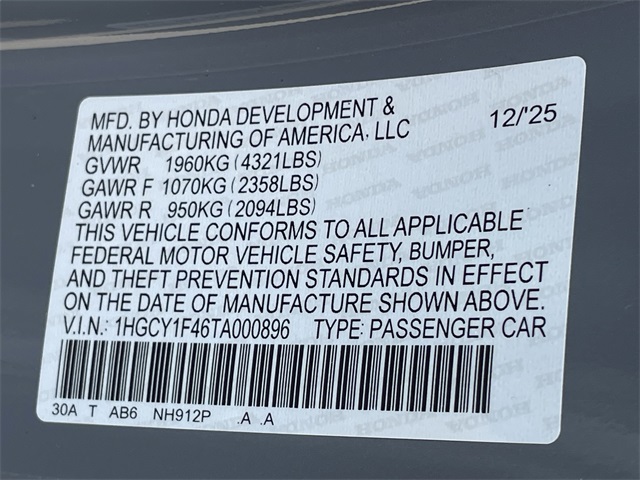 MFD. BY HONDA DEVELOPMENT & 12/'25
MANUFACTURING OF AMERICA, LLC
GVWR 1960KG (4321LBS)
GAWR F 1070KG (2358LBS)
GAWR R 950KG (2094LBS)
THIS VEHICLE CONFORMS TO ALL APPLICABLE
FEDERAL MOTOR VEHICLE SAFETY, BUMPER,
AND THEFT PREVENTION STANDARDS IN EFFECT
ON THE DATE OF MANUFACTURE SHOWN ABOVE.
V.I.N.: 1HGCY1F46TA000896 TYPE: PASSENGER CAR
30A T AB6 NH912P .A .A